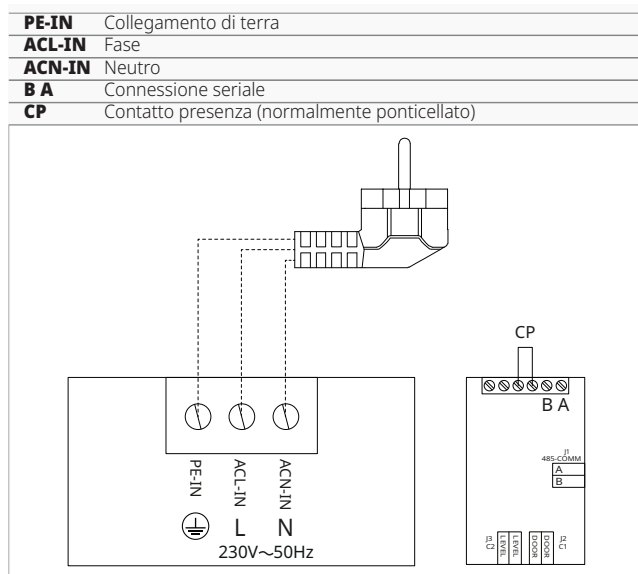 PE-IN Collegamento di terra
ACL-IN Fase
ACN-IN Neutro
B A Connessione seriale
CP Contatto presenza (normalmente ponticellato)
CP
B A
J1
485-COMM
A
B
PE-IN
ACL-IN
ACN-IN
L N
230V~50Hz
J3
C2
LEVEL
LEVEL
DOOR
DOOR
J2
C1